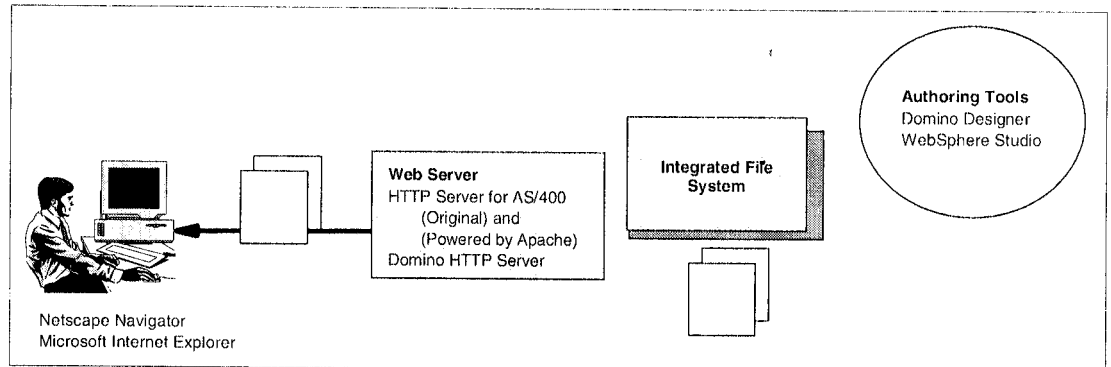 Authoring Tools
Domino Designer
WebSphere Studio
Integrated File
System
Web Server
HTTP Server for AS/400
(Original) and
(Powered by Apache)
Domino HTTP Server
Netscape Navigator
Microsoft Internet Explorer